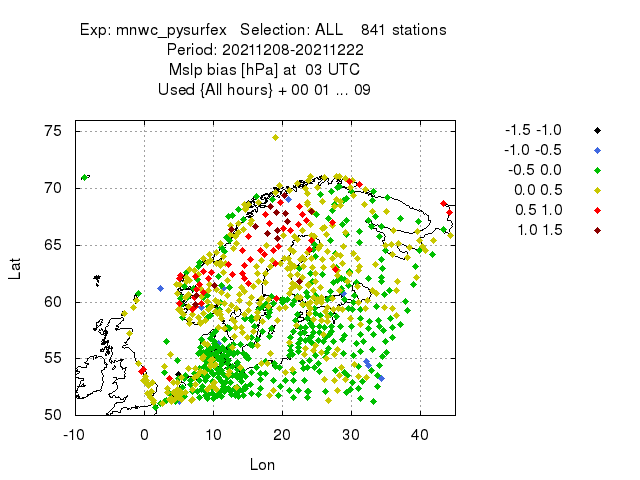 Exp: mnwc_pysurfex   Selection: ALL    841 stations
Period: 20211208-20211222
Mslp bias [hPa] at  03 UTC
Used {All hours} + 00 01 ... 09
75
70
65
60
55
50
-10 0 10 20 30 40
Lat
Lon
-1.5 -1.0
-1.0 -0.5
-0.5 0.0
0.0 0.5
0.5 1.0
1.0 1.5